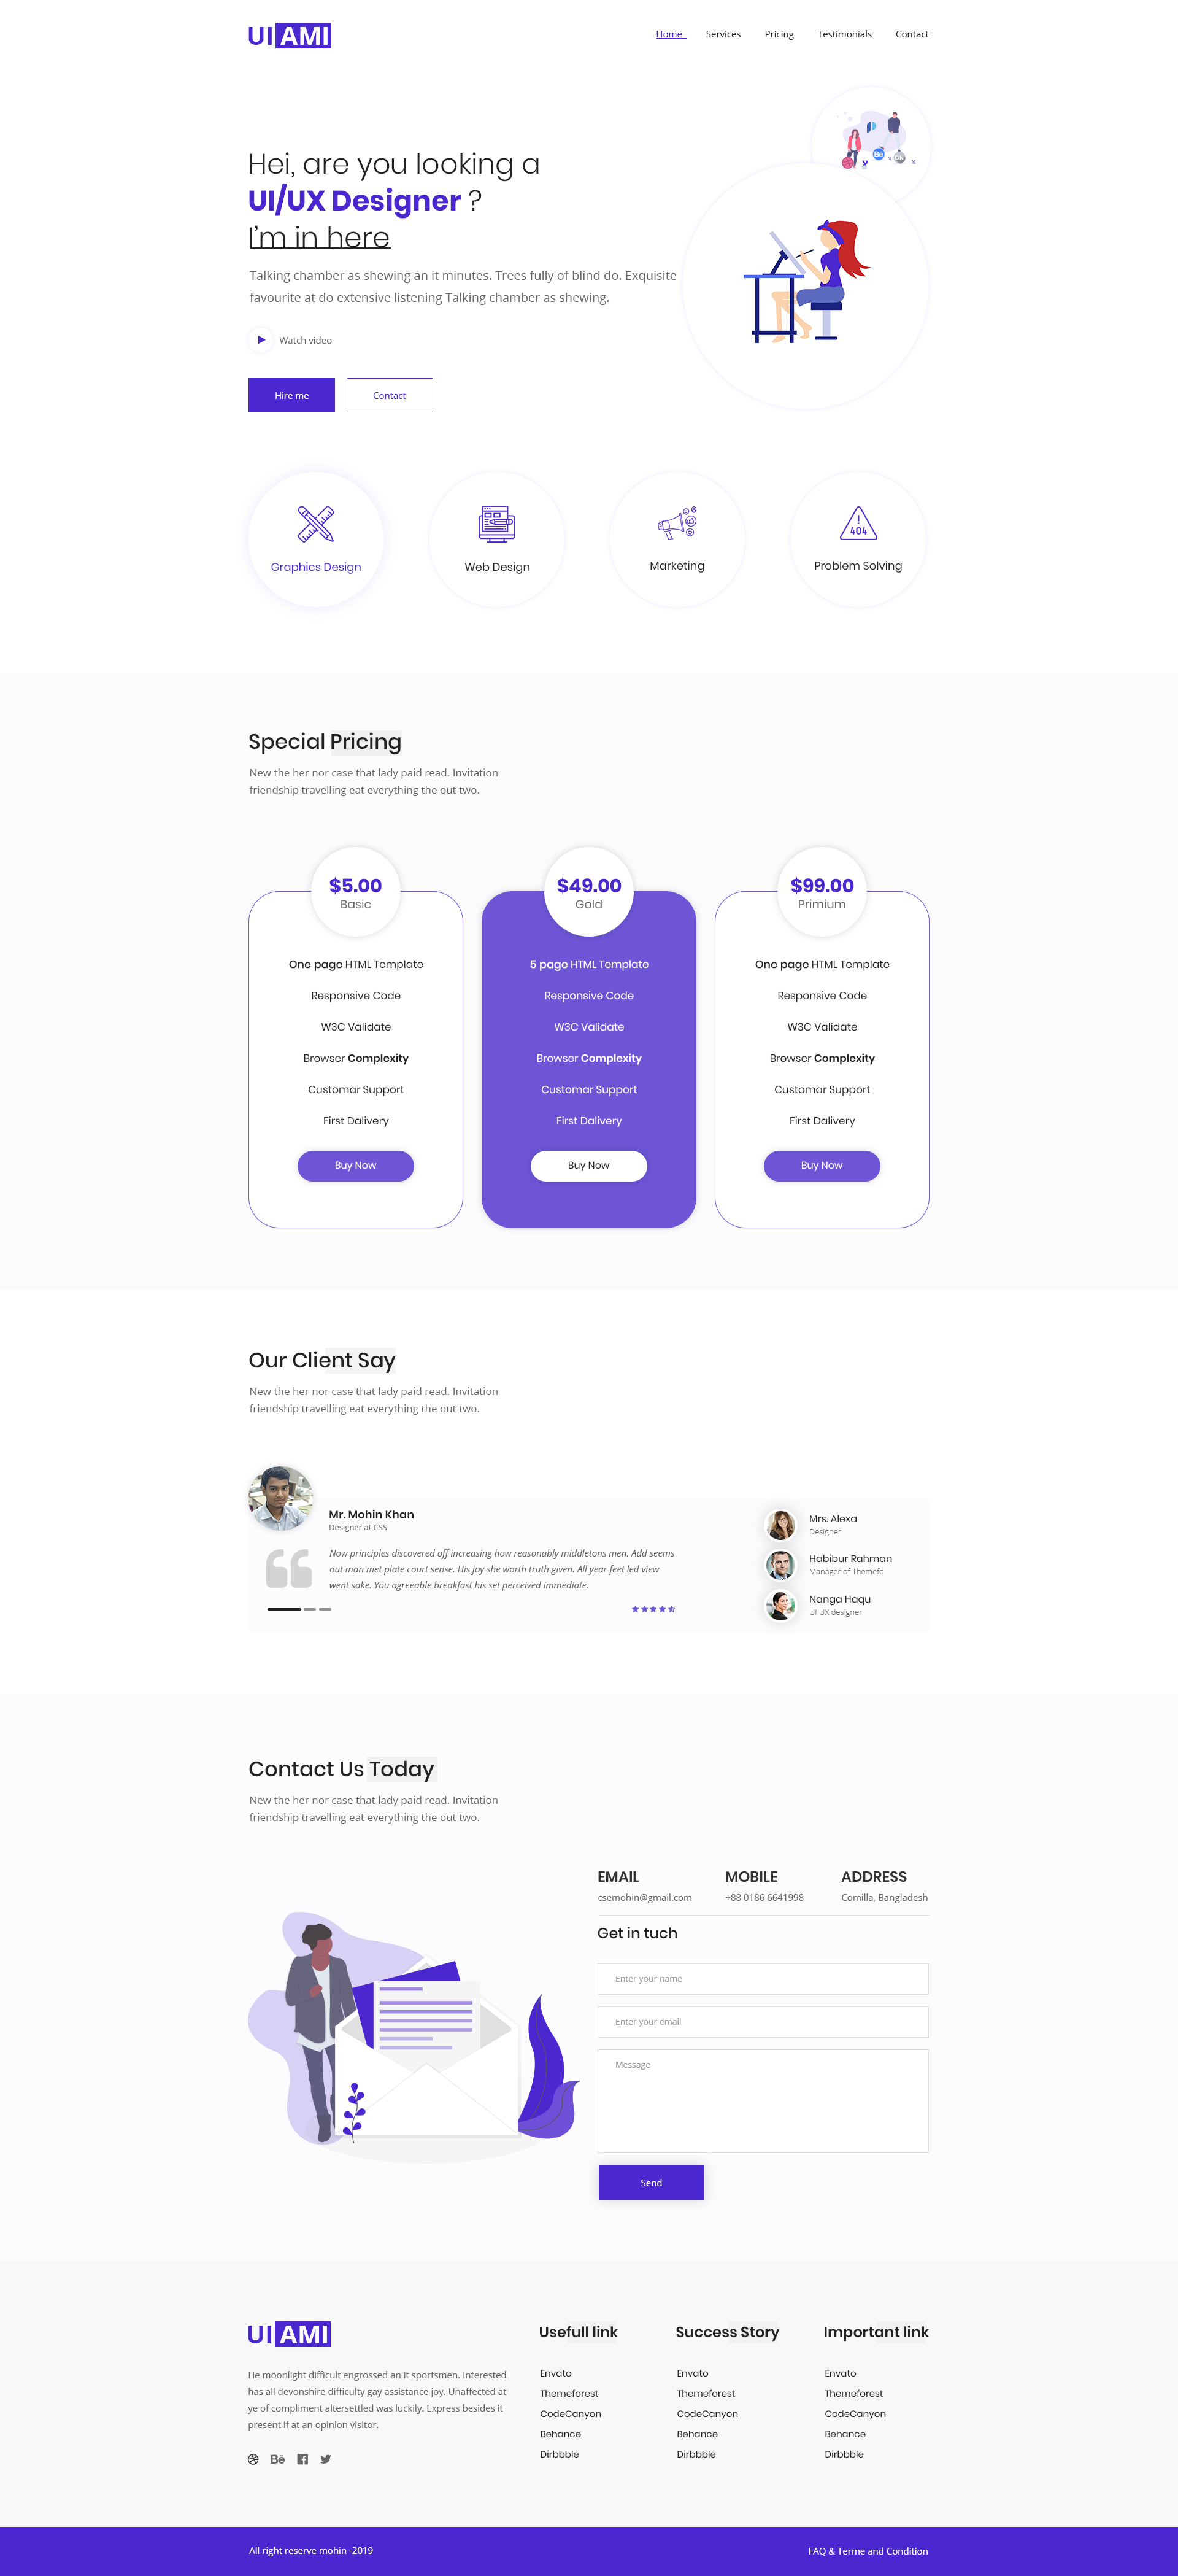 UI AMI
Home Services Pricing Testimonials Contact
Hei, are you looking a
UI/UX Designer ?
I'm in here
Talking chamber as shewing an it minutes. Trees fully of blind do. Exquisite
favourite at do extensive listening Talking chamber as shewing.
Watch video
Hire me Contact
Bē
Graphics Design
Web Design
Marketing
404
Problem Solving
Special Pricing
New the her nor case that lady paid read. Invitation
friendship travelling eat everything the out two.
$5.00
Basic
One page HTML Template
Responsive Code
W3C Validate
Browser Complexity
Customar Support
First Dalivery
Buy Now
$49.00
Gold
5 page HTML Template
Responsive Code
W3C Validate
Browser Complexity
Customar Support
First Dalivery
Buy Now
$99.00
Primium
One page HTML Template
Responsive Code
W3C Validate
Browser Complexity
Customar Support
First Dalivery
Buy Now
Our Client Say
New the her nor case that lady paid read. Invitation
friendship travelling eat everything the out two.
Mr. Mohin Khan
Designer at CSS
Now principles discovered off increasing how reasonably middletons men. Add seems
out man met plate court sense. His joy she worth truth given. All year feet led view
went sake. You agreeable breakfast his set perceived immediate.
Mrs. Alexa
Designer
Habibur Rahman
Manager of Themefo
Nanga Haqu
UI UX designer
Contact Us Today
New the her nor case that lady paid read. Invitation
friendship travelling eat everything the out two.
EMAIL
csemohin@gmail.com
MOBILE
+88 0186 6641998
ADDRESS
Comilla, Bangladesh
Get in tuch
Enter your name
Enter your email
Message
Send
UI AMI
He moonlight difficult engrossed an it sportsmen. Interested
has all devonshire difficulty gay assistance joy. Unaffected at
ye of compliment altersettled was luckily. Express besides it
present if at an opinion visitor.
Bē
Usefull link
Envato
Themeforest
CodeCanyon
Behance
Dirbbble
Success Story
Envato
Themeforest
CodeCanyon
Behance
Dirbbble
Important link
Envato
Themeforest
CodeCanyon
Behance
Dirbbble
All right reserve mohin -2019
FAQ & Terme and Condition